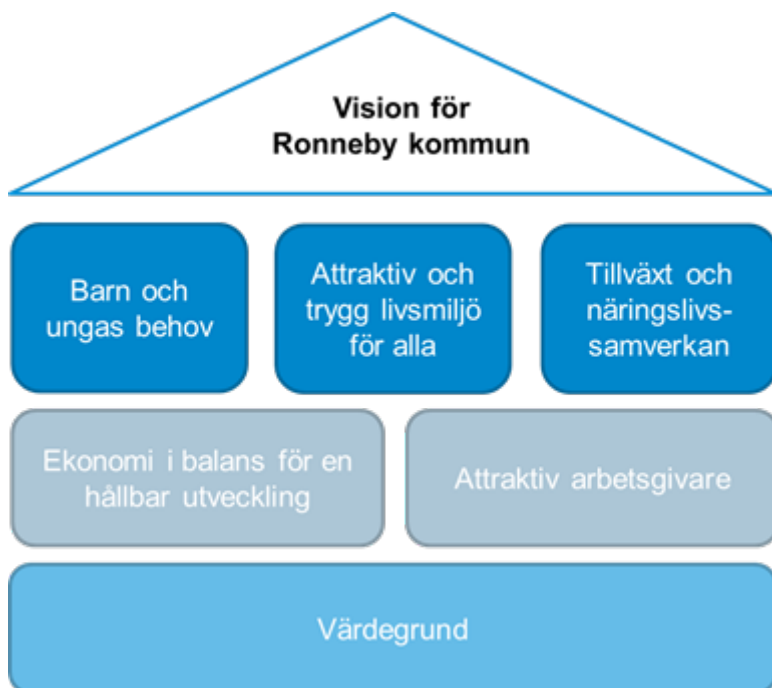 Vision för
Ronneby kommun
Barn och
ungas behov
Attraktiv och
trygg livsmiljö
för alla
Tillväxt och
näringslivs-
samverkan
Ekonomi i balans för en
hållbar utveckling
Attraktiv arbetsgivare
Värdegrund